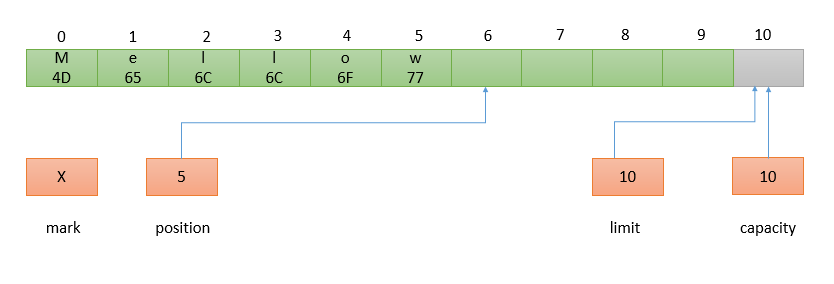 0 1 2 3 4 5 6 7 8 9 10
M e l l o w
4D 65 6C 6C 6F 77
X 5 10 10
mark position limit capacity